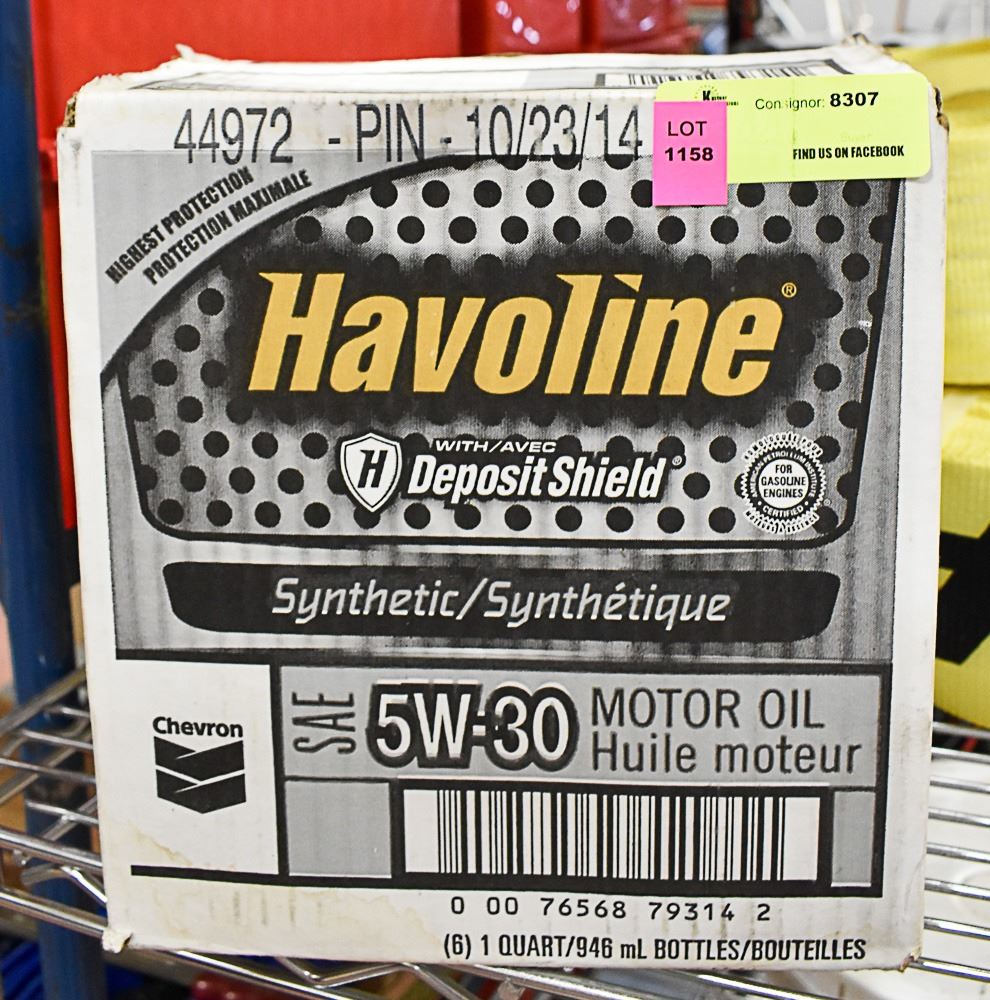 44972 - PIN - 10/23/14
Consignor: 8307
LOT
1158
FIND US ON FACEBOOK
HIGHEST PROTECTION
PROTECTION MAXIMALE
Havoline®
WITH/AVEC
H Deposit Shield®
FOR
GASOLINE
ENGINES
CERTIFIED
Synthetic/Synthétique
Chevron
SAE 5W-30 MOTOR OIL
Huile moteur
0 00 76568 79314 2
(6) 1 QUART/946 mL BOTTLES/BOUTEILLES